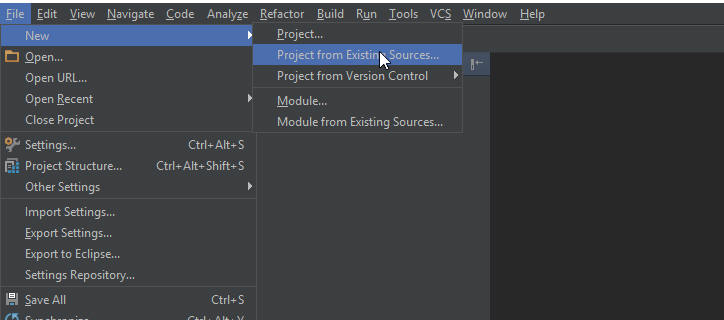 File Edit View Navigate Code Analyze Refactor Build Run Tools VCS Window Help
New
Open...
Open URL...
Open Recent
Close Project
Settings... Ctrl+Alt+S
Project Structure... Ctrl+Alt+Shift+S
Other Settings
Import Settings...
Export Settings...
Export to Eclipse...
Settings Repository...
Save All Ctrl+S
Synchronize Ctrl+Alt+Y
Project...
Project from Existing Sources...
Project from Version Control
Module...
Module from Existing Sources...